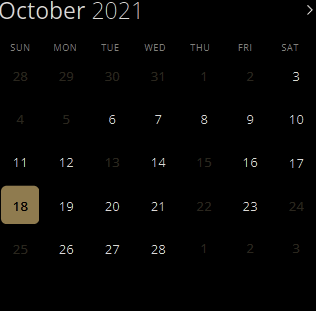 October 2021
SUN MON TUE WED THU FRI SAT
28 29 30 31 1 2 3
4 5 6 7 8 9 10
11 12 13 14 15 16 17
18 19 20 21 22 23 24
25 26 27 28 1 2 3